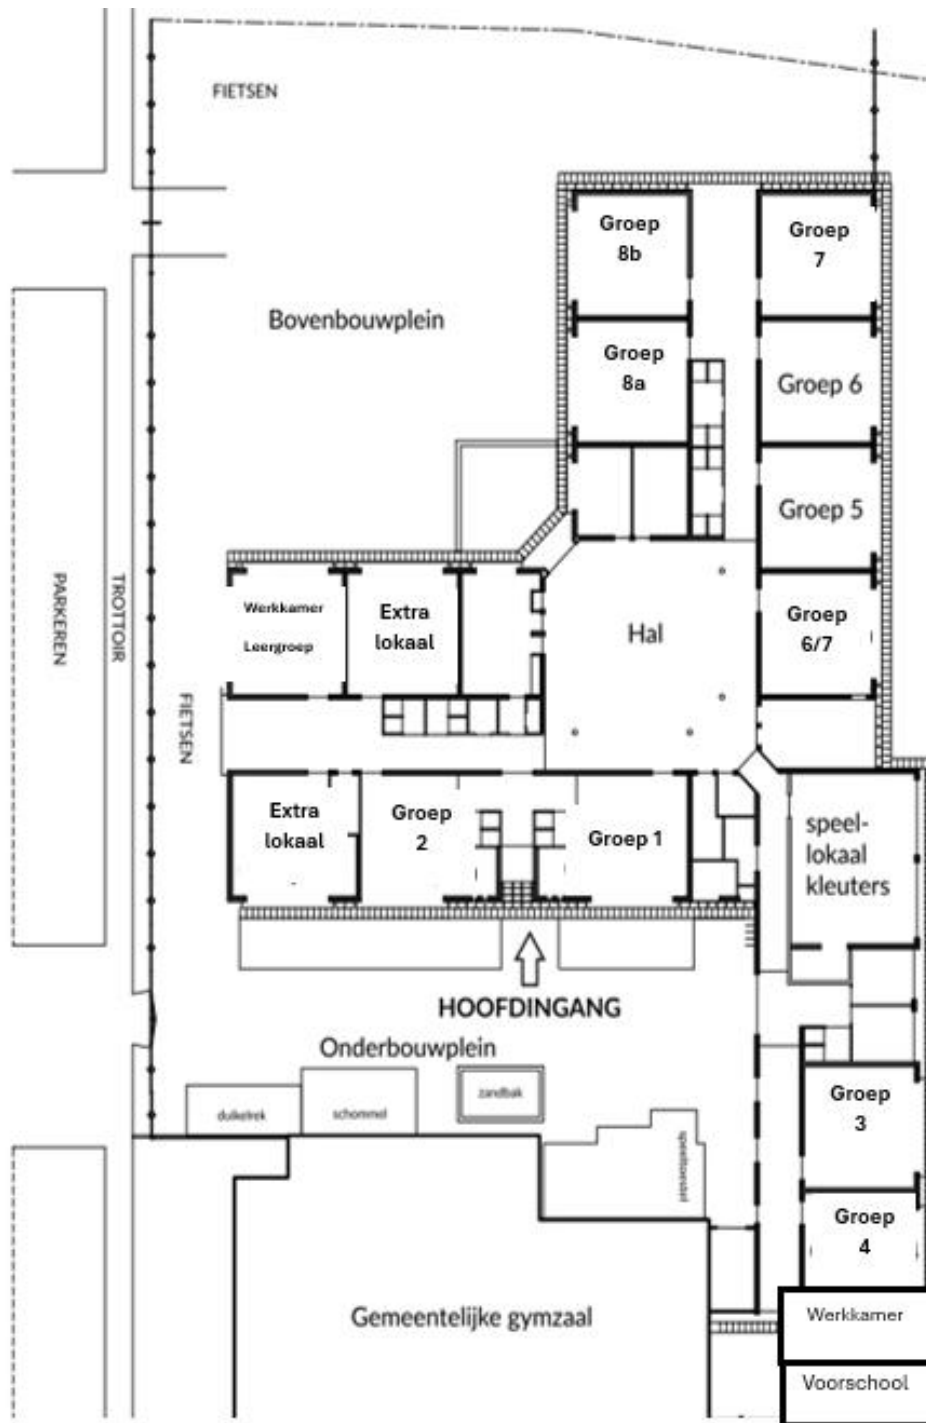 FIETSEN
Groep
8b
Groep
7
Bovenbouwplein
Groep
8a
Groep 6
Groep 5
PARKEREN
TROTTOIR
Werkkamer
Leergroep
Extra
lokaal
Hal
Groep
6/7
FIETSEN
Extra
lokaal
Groep
2
Groep 1
speel-
lokaal
kleuters
HOOFDINGANG
Onderbouwplein
duikelrek
schommel
zandbak
speeltoestel
Groep
3
Groep
4
Gemeentelijke gymzaal
Werkkamer
Voorschool